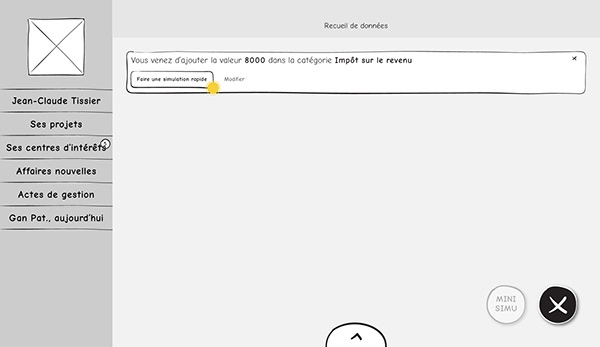 Recueil de données
Vous venez d'ajouter la valeur 8000 dans la catégorie Impôt sur le revenu
Faire une simulation rapide
Modifier
Jean-Claude Tissier
Ses projets
Ses centres d'intérêts
Affaires nouvelles
Actes de gestion
Gan Pat., aujourd'hui
MINI
SIMU